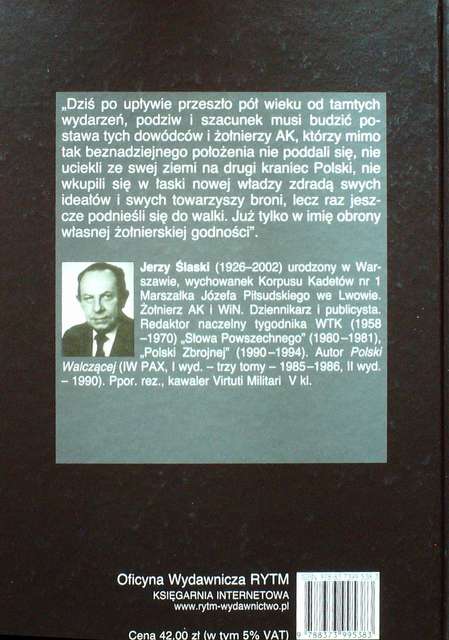 „Dziś po upływie przeszło pół wieku od tamtych
wydarzeń, podziw i szacunek musi budzić po-
stawa tych dowódców i żołnierzy AK, którzy mimo
tak beznadziejnego położenia nie poddali się, nie
uciekli ze swej ziemi na drugi kraniec Polski, nie
wkupili się w łaski nowej władzy zdradą swych
ideałów i swych towarzyszy broni, lecz raz jesz-
cze podnieśli się do walki. Już tylko w imię obrony
własnej żołnierskiej godności”.
Jerzy Ślaski (1926–2002) urodzony w War-
szawie, wychowanek Korpusu Kadetów nr 1
Marszałka Józefa Piłsudskiego we Lwowie.
Żołnierz AK i WiN. Dziennikarz i publicysta.
Redaktor naczelny tygodnika WTK (1958
–1970) „Słowa Powszechnego” (1980–1981),
„Polski Zbrojnej” (1990–1994). Autor Polski
Walczącej (IW PAX, I wyd. – trzy tomy – 1985–1986, II wyd.
– 1990). Ppor. rez., kawaler Virtuti Militari V kl.
Oficyna Wydawnicza RYTM
KSIĘGARNIA INTERNETOWA
www.rytm-wydawnictwo.pl
Cena 42,00 zł (w tym 5% VAT)
9 788373 995383